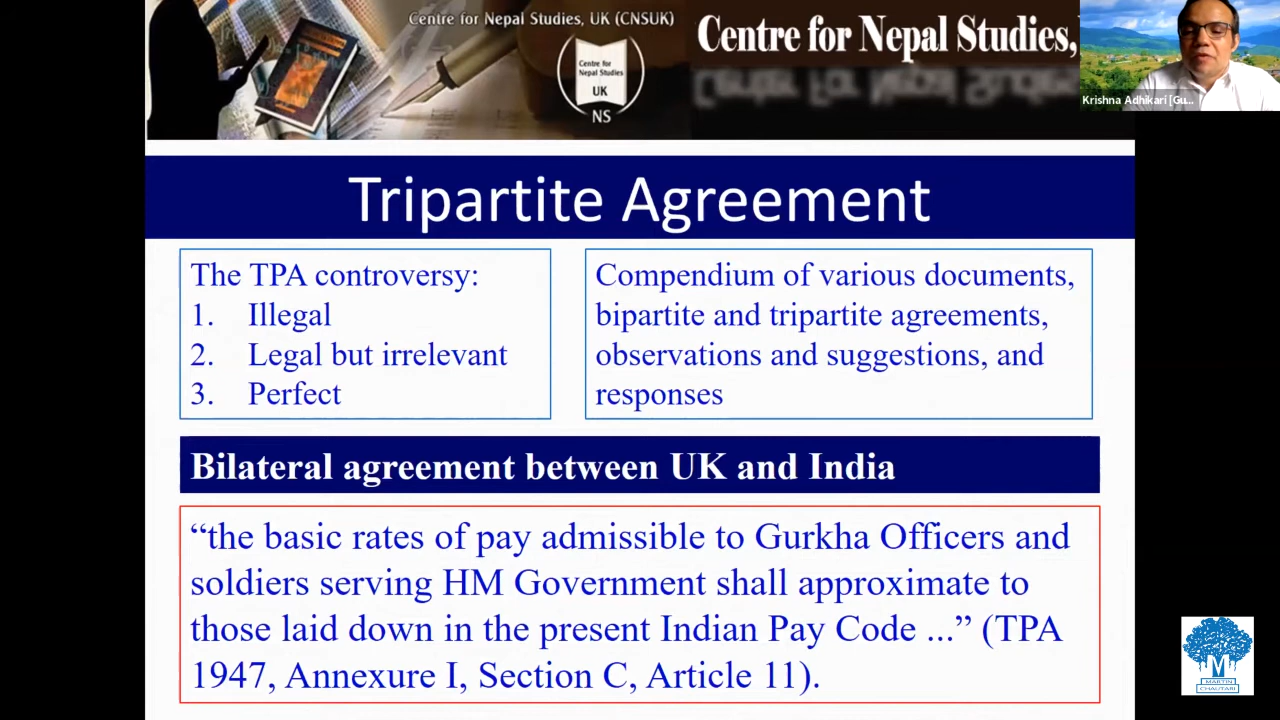 Centre for Nepal Studies, UK (CNSUK)
Centre for Nepal Studies,
Centre for
Nepal Studies
UK
NS
Krishna Adhikari [Gu...
Tripartite Agreement
The TPA controversy:
1. Illegal
2. Legal but irrelevant
3. Perfect
Compendium of various documents,
bipartite and tripartite agreements,
observations and suggestions, and
responses
Bilateral agreement between UK and India
“the basic rates of pay admissible to Gurkha Officers and
soldiers serving HM Government shall approximate to
those laid down in the present Indian Pay Code ...” (TPA
1947, Annexure I, Section C, Article 11).
M
MARTIN
CHAUTARI